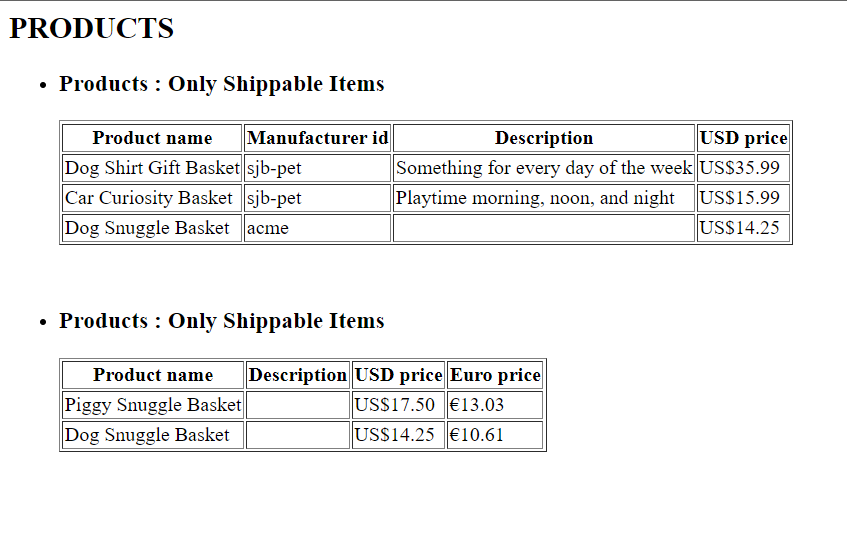 PRODUCTS
Products : Only Shippable Items
Product name Manufacturer id Description USD price
Dog Shirt Gift Basket sjb-pet Something for every day of the week US$35.99
Car Curiosity Basket sjb-pet Playtime morning, noon, and night US$15.99
Dog Snuggle Basket acme US$14.25
Products : Only Shippable Items
Product name Description USD price Euro price
Piggy Snuggle Basket US$17.50 €13.03
Dog Snuggle Basket US$14.25 €10.61